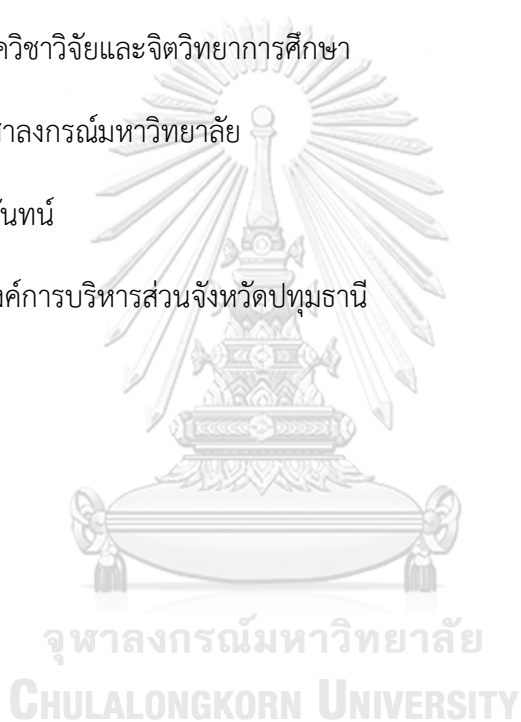 ควิชาวิจัยและจิตวิทยาการศึกษา
าลงกรณ์มหาวิทยาลัย
ันทน์
งค์การบริหารส่วนจังหวัดปทุมธานี
จุฬาลงกรณ์มหาวิทยาลัย
CHULALONGKORN UNIVERSITY